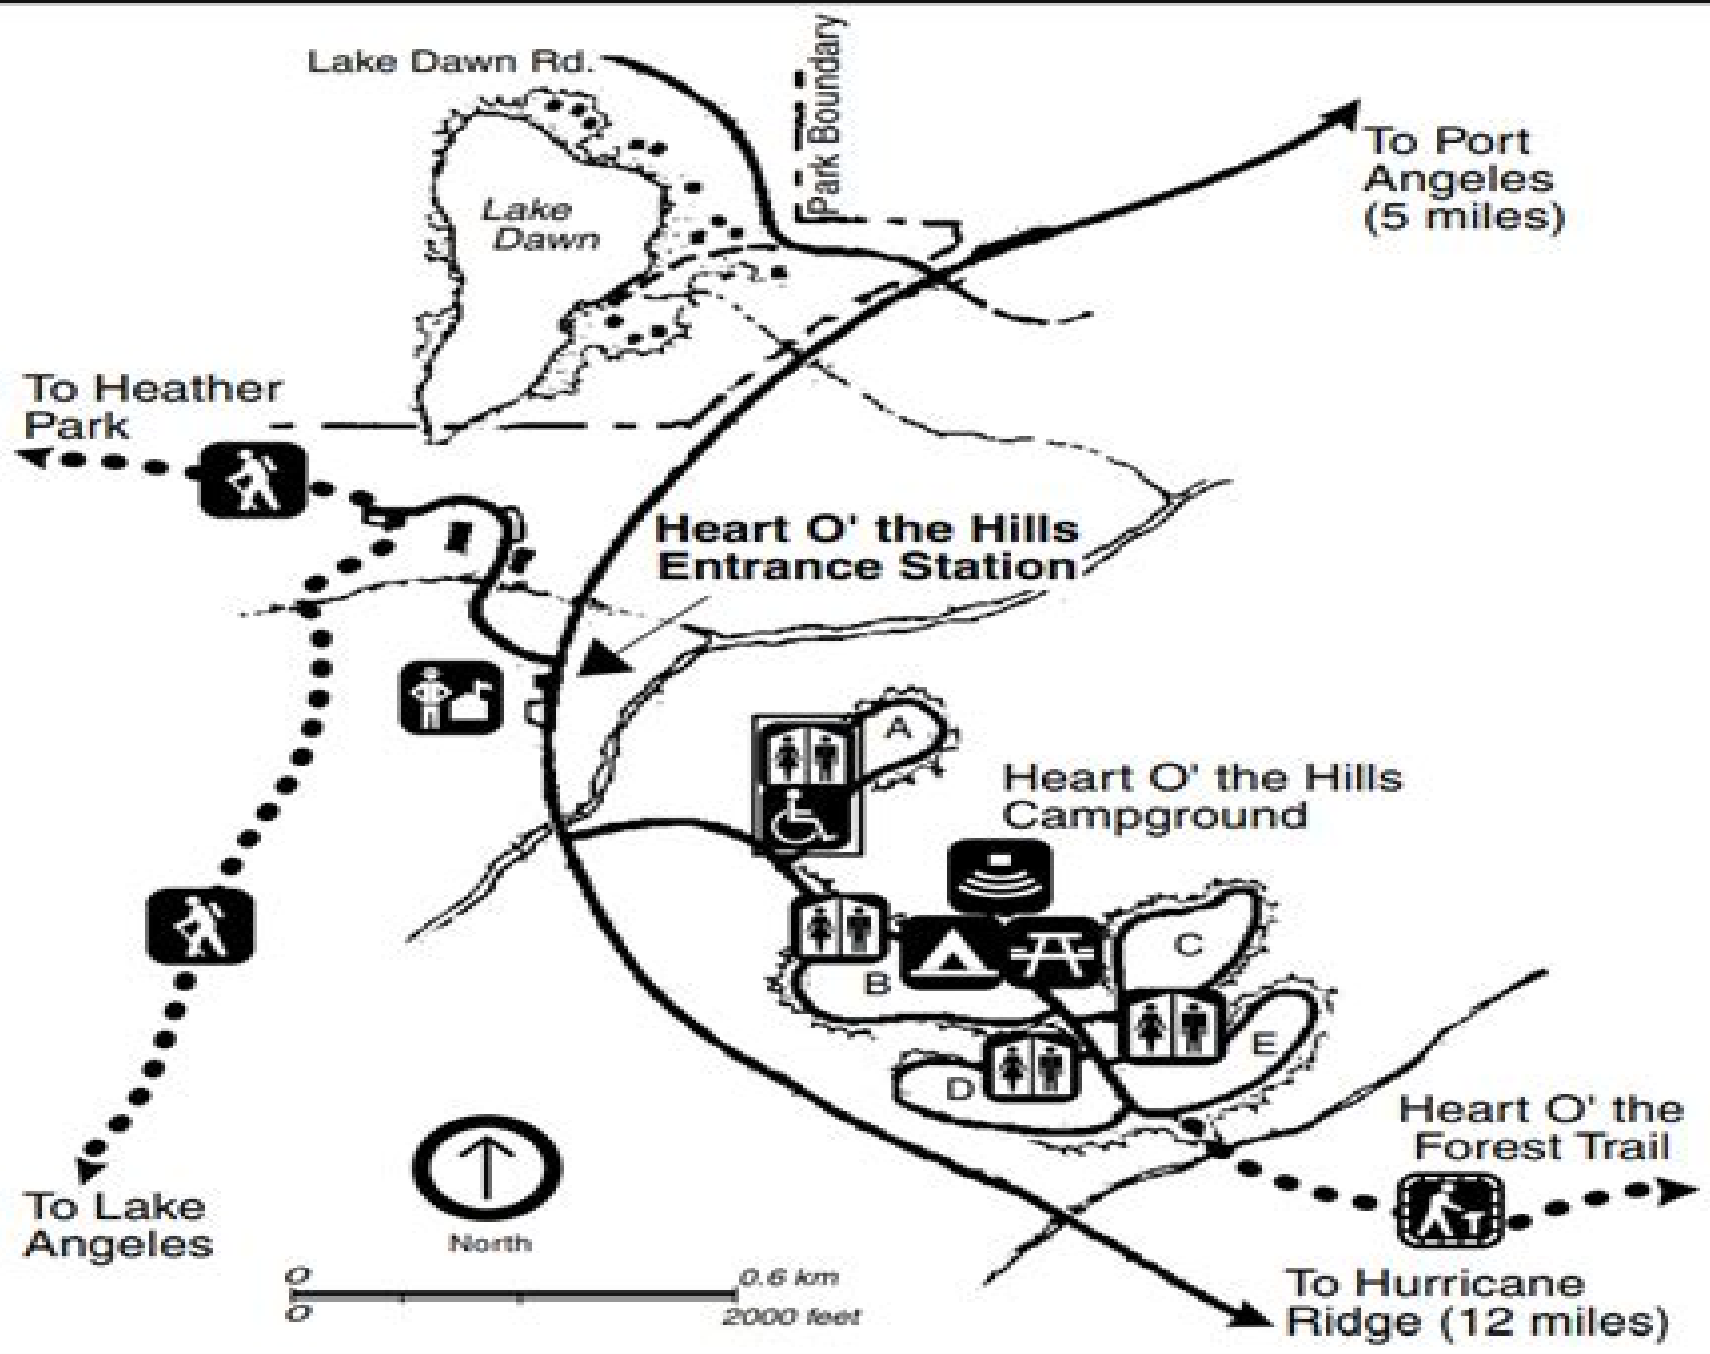 Lake Dawn Rd.
Park Boundary
To Port
Angeles
(5 miles)
Lake
Dawn
To Heather
Park
Heart O' the Hills
Entrance Station
A
Heart O' the Hills
Campground
C
B
E
D
Heart O' the
Forest Trail
To Lake
Angeles
North
0 0.6 km
0 2000 feet
To Hurricane
Ridge (12 miles)